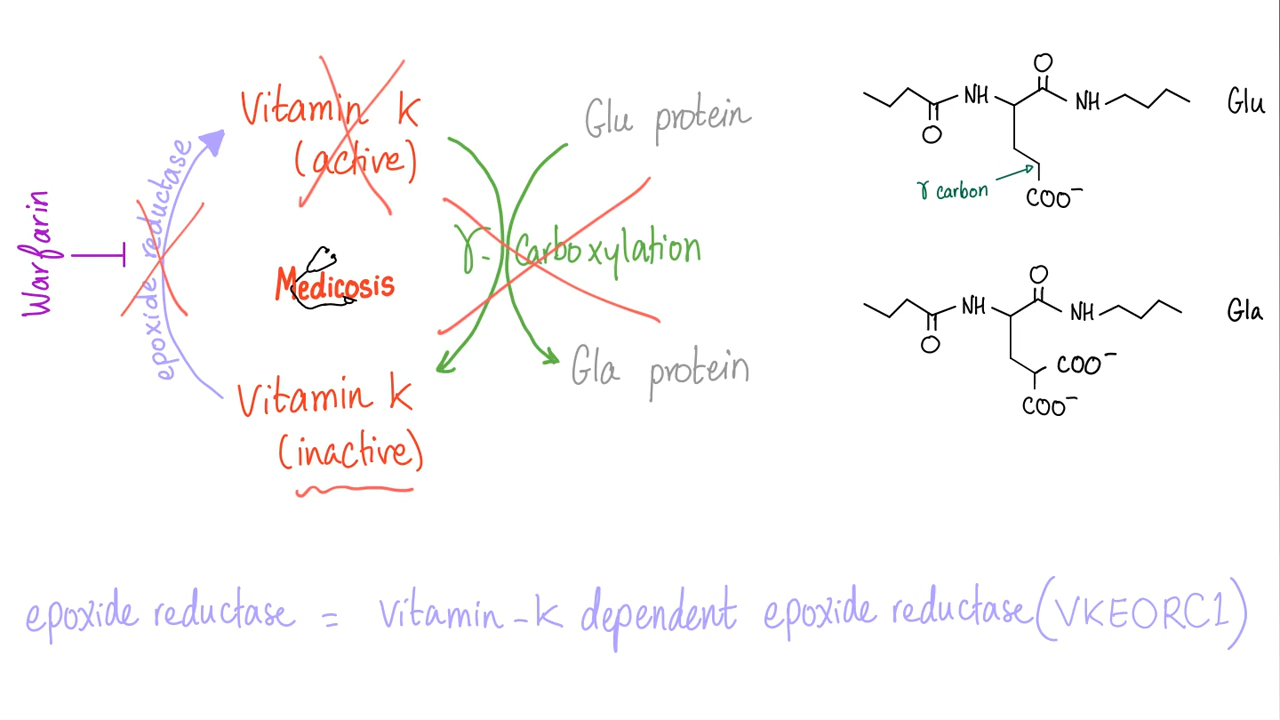 Warfarin
epoxide reductase
Vitamin K
(active)
Medicosis
Vitamin K
(inactive)
Glu protein
γ-Carboxylation
Gla protein
O
NH
NH
O
γ carbon
COO⁻
Glu
O
NH
NH
O
COO⁻
COO⁻
Gla
epoxide reductase = Vitamin-K dependent epoxide reductase (VKEORC1)